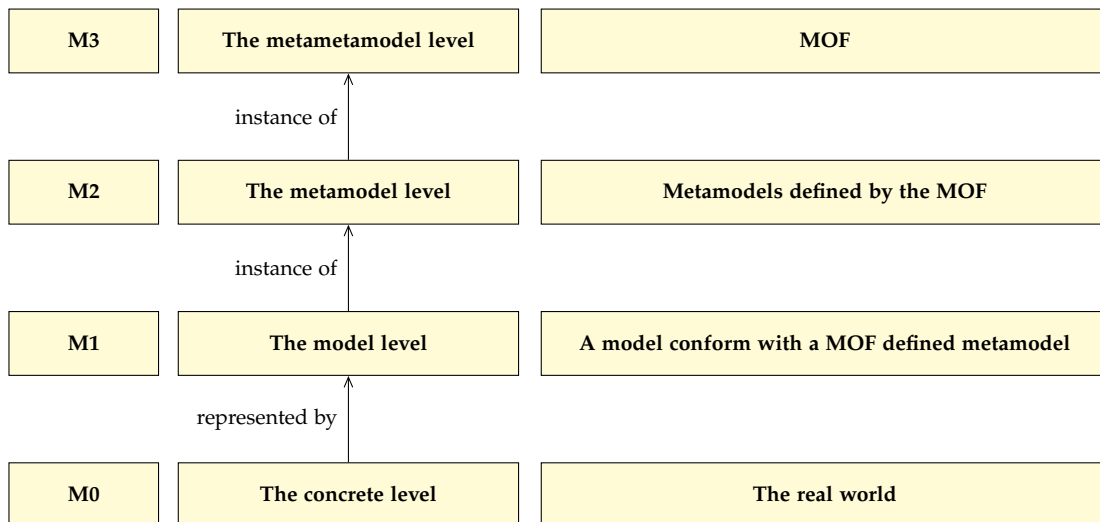 M3
The metametamodel level
MOF
instance of
M2
The metamodel level
Metamodels defined by the MOF
instance of
M1
The model level
A model conform with a MOF defined metamodel
represented by
M0
The concrete level
The real world